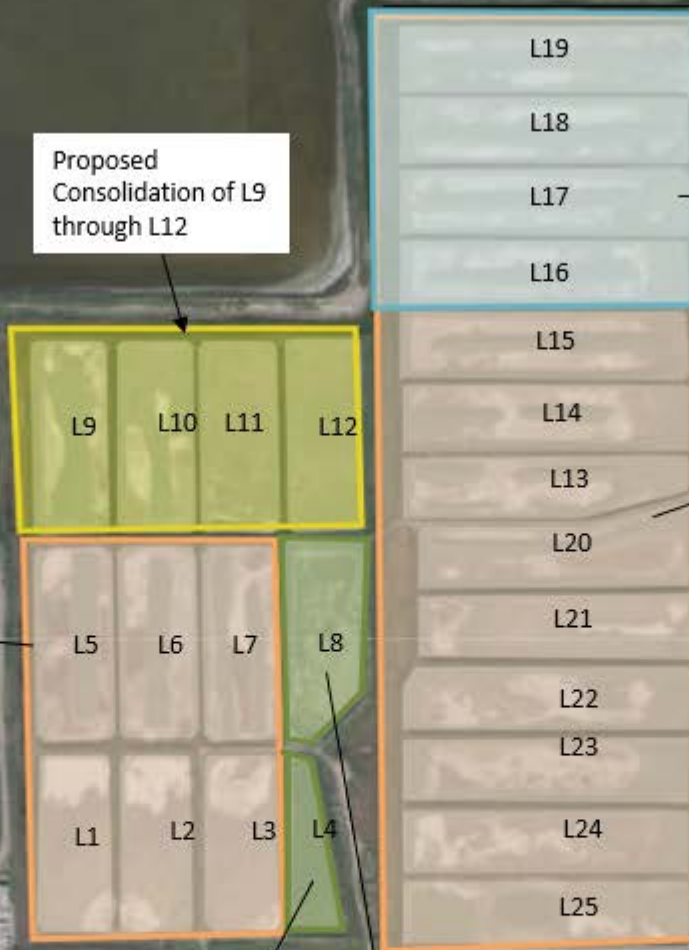 L19
L18
Proposed
Consolidation of L9
through L12
L17
L16
L15
L14
L9 L10 L11 L12
L13
L20
L21
L5 L6 L7 L8
L22
L23
L1 L2 L3 L4
L24
L25